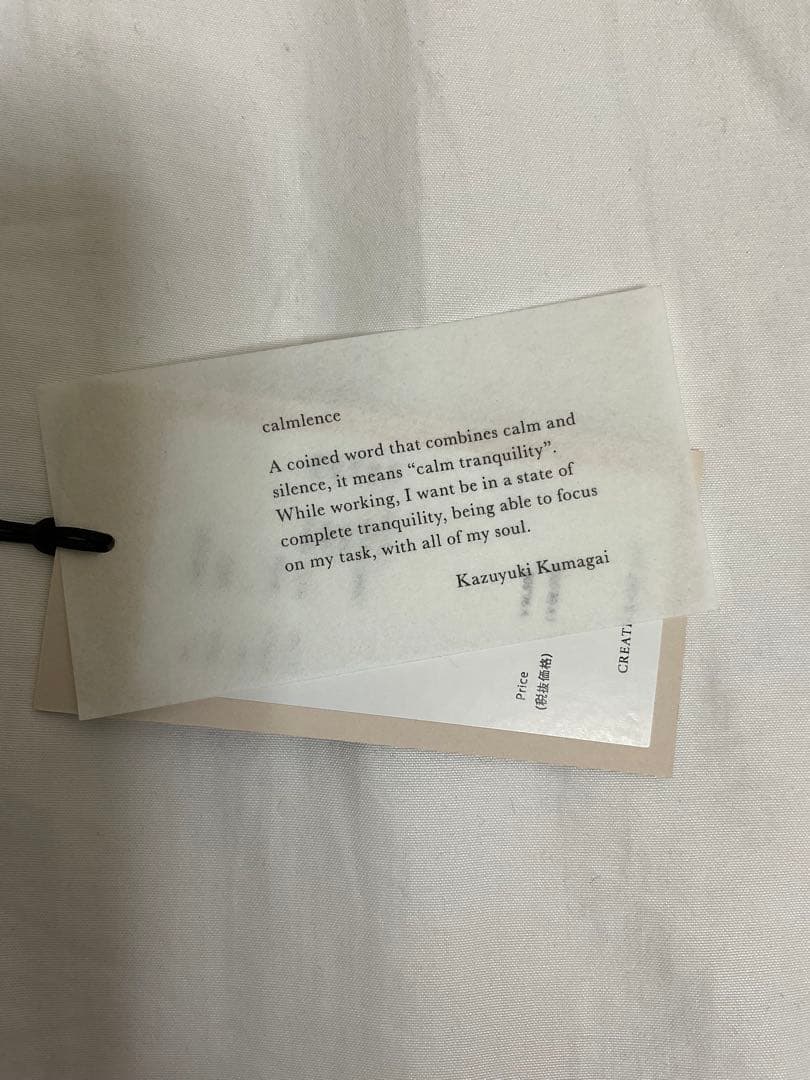 calmlence
A coined word that combines calm and
silence, it means “calm tranquility”.
While working, I want be in a state of
complete tranquility, being able to focus
on my task, with all of my soul.
Kazuyuki Kumagai
Price
(税抜価格)